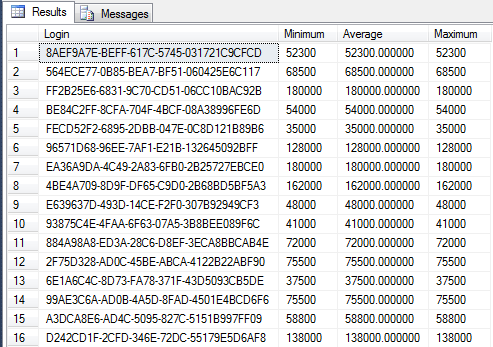 Results Messages
Login Minimum Average Maximum
1 8AEF9A7E-BEFF-617C-5745-031721C9CFCD 52300 52300.000000 52300
2 564ECE77-0B85-BEA7-BF51-060425E6C117 68500 68500.000000 68500
3 FF2B25E6-6831-9C70-CD51-06CC10BAC92B 180000 180000.000000 180000
4 BE84C2FF-8CFA-704F-4BCF-08A38996FE6D 54000 54000.000000 54000
5 FECD52F2-6895-2DBB-047E-0C8D121B89B6 35000 35000.000000 35000
6 96571D68-96EE-7AF1-E21B-132645092BFF 128000 128000.000000 128000
7 EA36A9DA-4C49-2A83-6FB0-2B25727EBCE0 180000 180000.000000 180000
8 4BE4A709-8D9F-DF65-C9D0-2B68BD5BF5A3 162000 162000.000000 162000
9 E639637D-493D-14CE-F2F0-307B92949CF3 48000 48000.000000 48000
10 93875C4E-4FAA-6F63-07A5-3B8BEE089F6C 41000 41000.000000 41000
11 884A98A8-ED3A-28C6-D8EF-3ECA8BBCAB4E 72000 72000.000000 72000
12 2F75D328-AD0C-45BE-ABCA-4122B22ABF90 75500 75500.000000 75500
13 6E1A6C4C-8D73-FA78-371F-43D5093CB5DE 37500 37500.000000 37500
14 99AE3C6A-AD0B-4A5D-8FAD-4501E4BCD6F6 75500 75500.000000 75500
15 A3DCA8E6-AD4C-5095-827C-5151B997FF09 58800 58800.000000 58800
16 D242CD1F-2CFD-346E-72DC-55179E5D6AF8 138000 138000.000000 138000